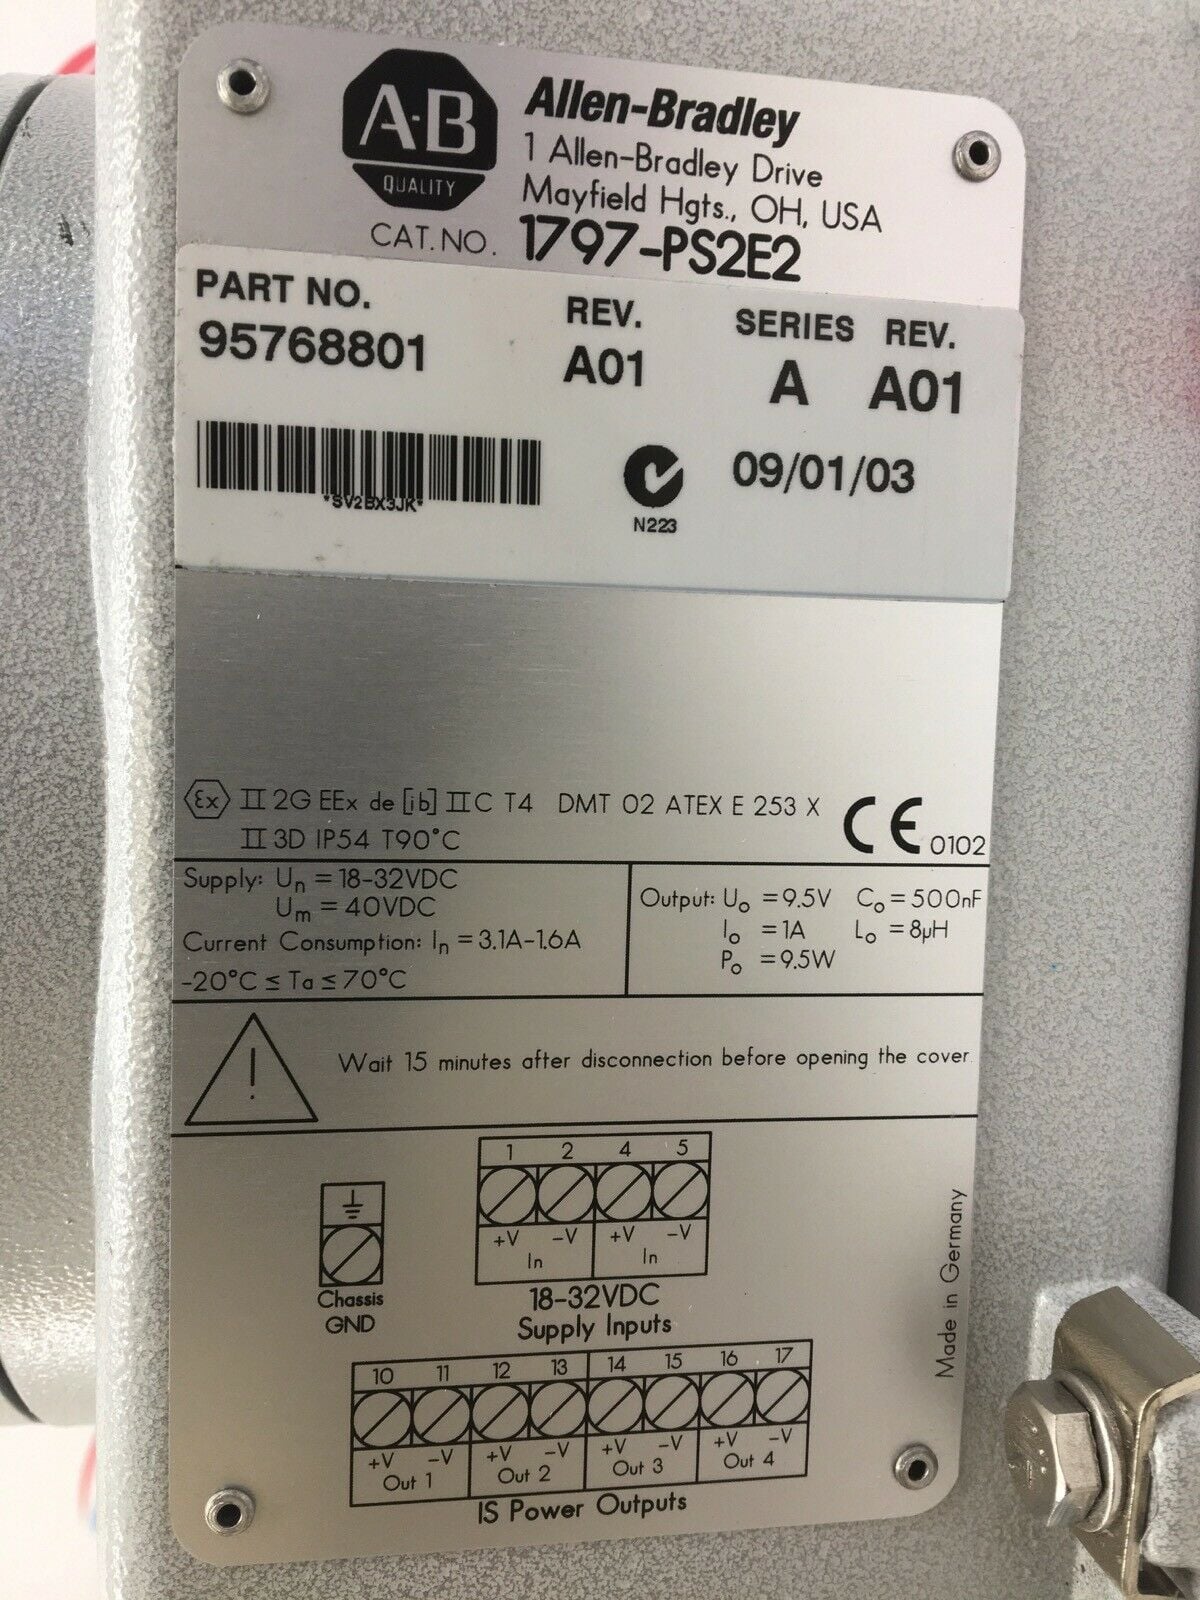 A-B
QUALITY
Allen-Bradley
1 Allen-Bradley Drive
Mayfield Hgts., OH, USA
CAT. NO. 1797-PS2E2
PART NO. REV. SERIES REV.
95768801 A01 A A01
*SV2BX3JK*
N223
09/01/03
Ex II 2G EEx de [ib] IIC T4 DMT 02 ATEX E 253 X
II 3D IP54 T90°C
CE 0102
Supply: Un = 18-32VDC
Um = 40VDC
Current Consumption: In = 3.1A-1.6A
-20°C ≤ Ta ≤ 70°C
Output: Uo = 9.5V Co = 500nF
Io = 1A Lo = 8µH
Po = 9.5W
! Wait 15 minutes after disconnection before opening the cover.
1 2 4 5
+V -V +V -V
In In
18-32VDC
Supply Inputs
Chassis
GND
10 11 12 13 14 15 16 17
+V -V +V -V +V -V +V -V
Out 1 Out 2 Out 3 Out 4
IS Power Outputs
Made in Germany